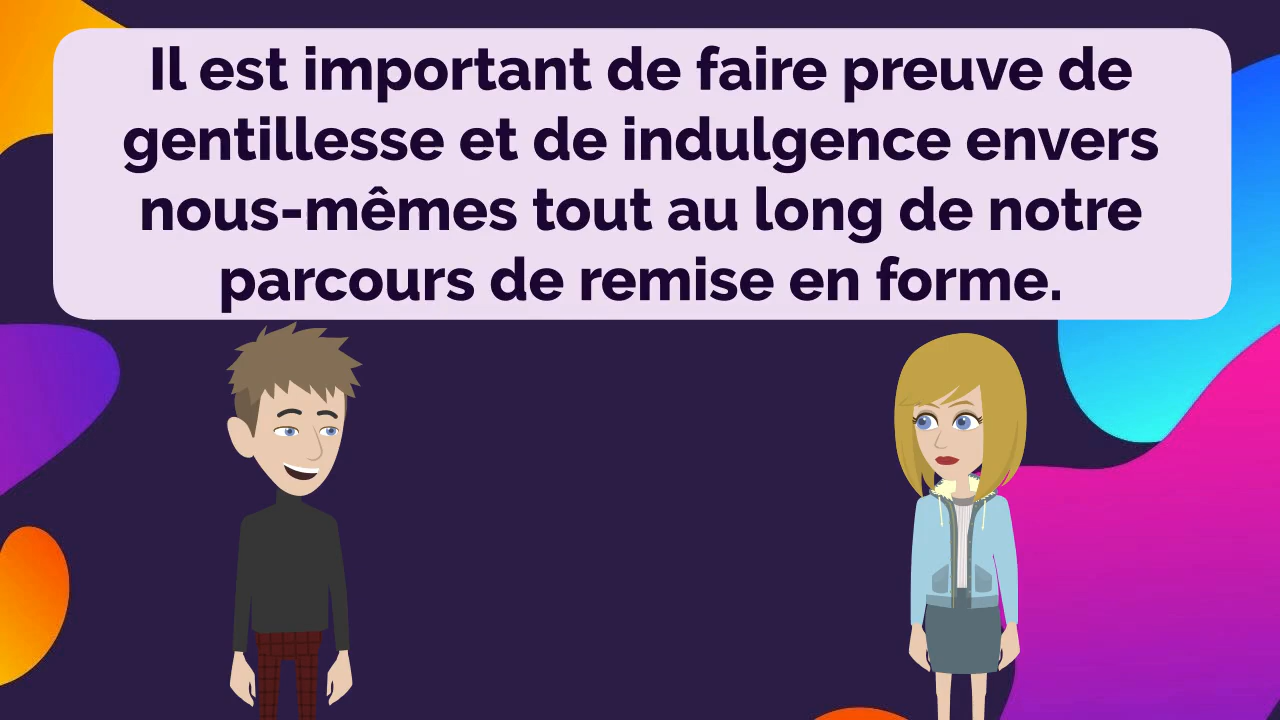 Il est important de faire preuve de
gentillesse et de indulgence envers
nous-mêmes tout au long de notre
parcours de remise en forme.